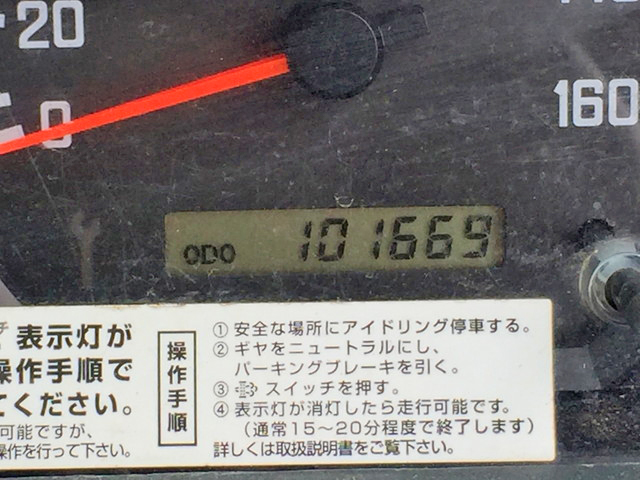 20
0
160
ODO 101669
表示灯が
操作手順で
てください。
可能ですが、
操作を行って下さい。
操作手順
① 安全な場所にアイドリング停車する。
② ギヤをニュートラルにし、
パーキングブレーキを引く。
③ スイッチを押す。
④ 表示灯が消灯したら走行可能です。
（通常15～20分程度で終了します）
詳しくは取扱説明書をご覧下さい。